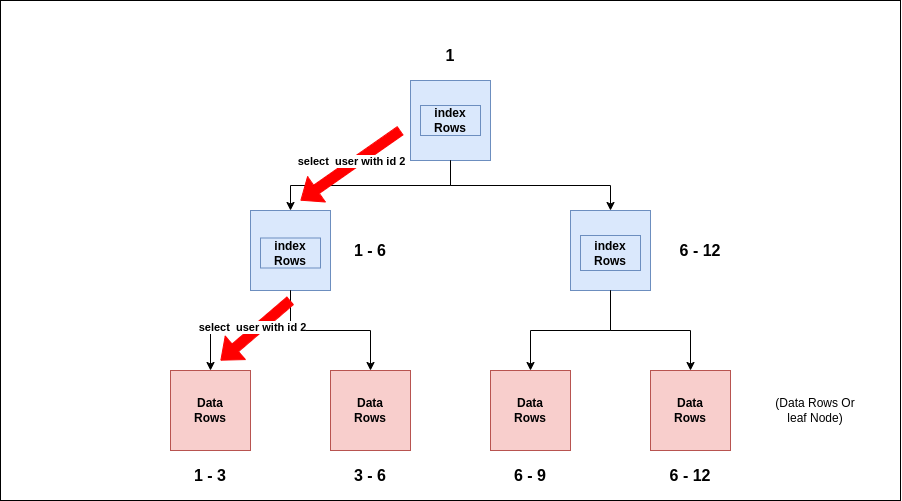 1
index
Rows
select  user with id 2
index
Rows
1 - 6
index
Rows
6 - 12
select  user with id 2
Data
Rows
Data
Rows
Data
Rows
Data
Rows
(Data Rows Or
leaf Node)
1 - 3
3 - 6
6 - 9
6 - 12